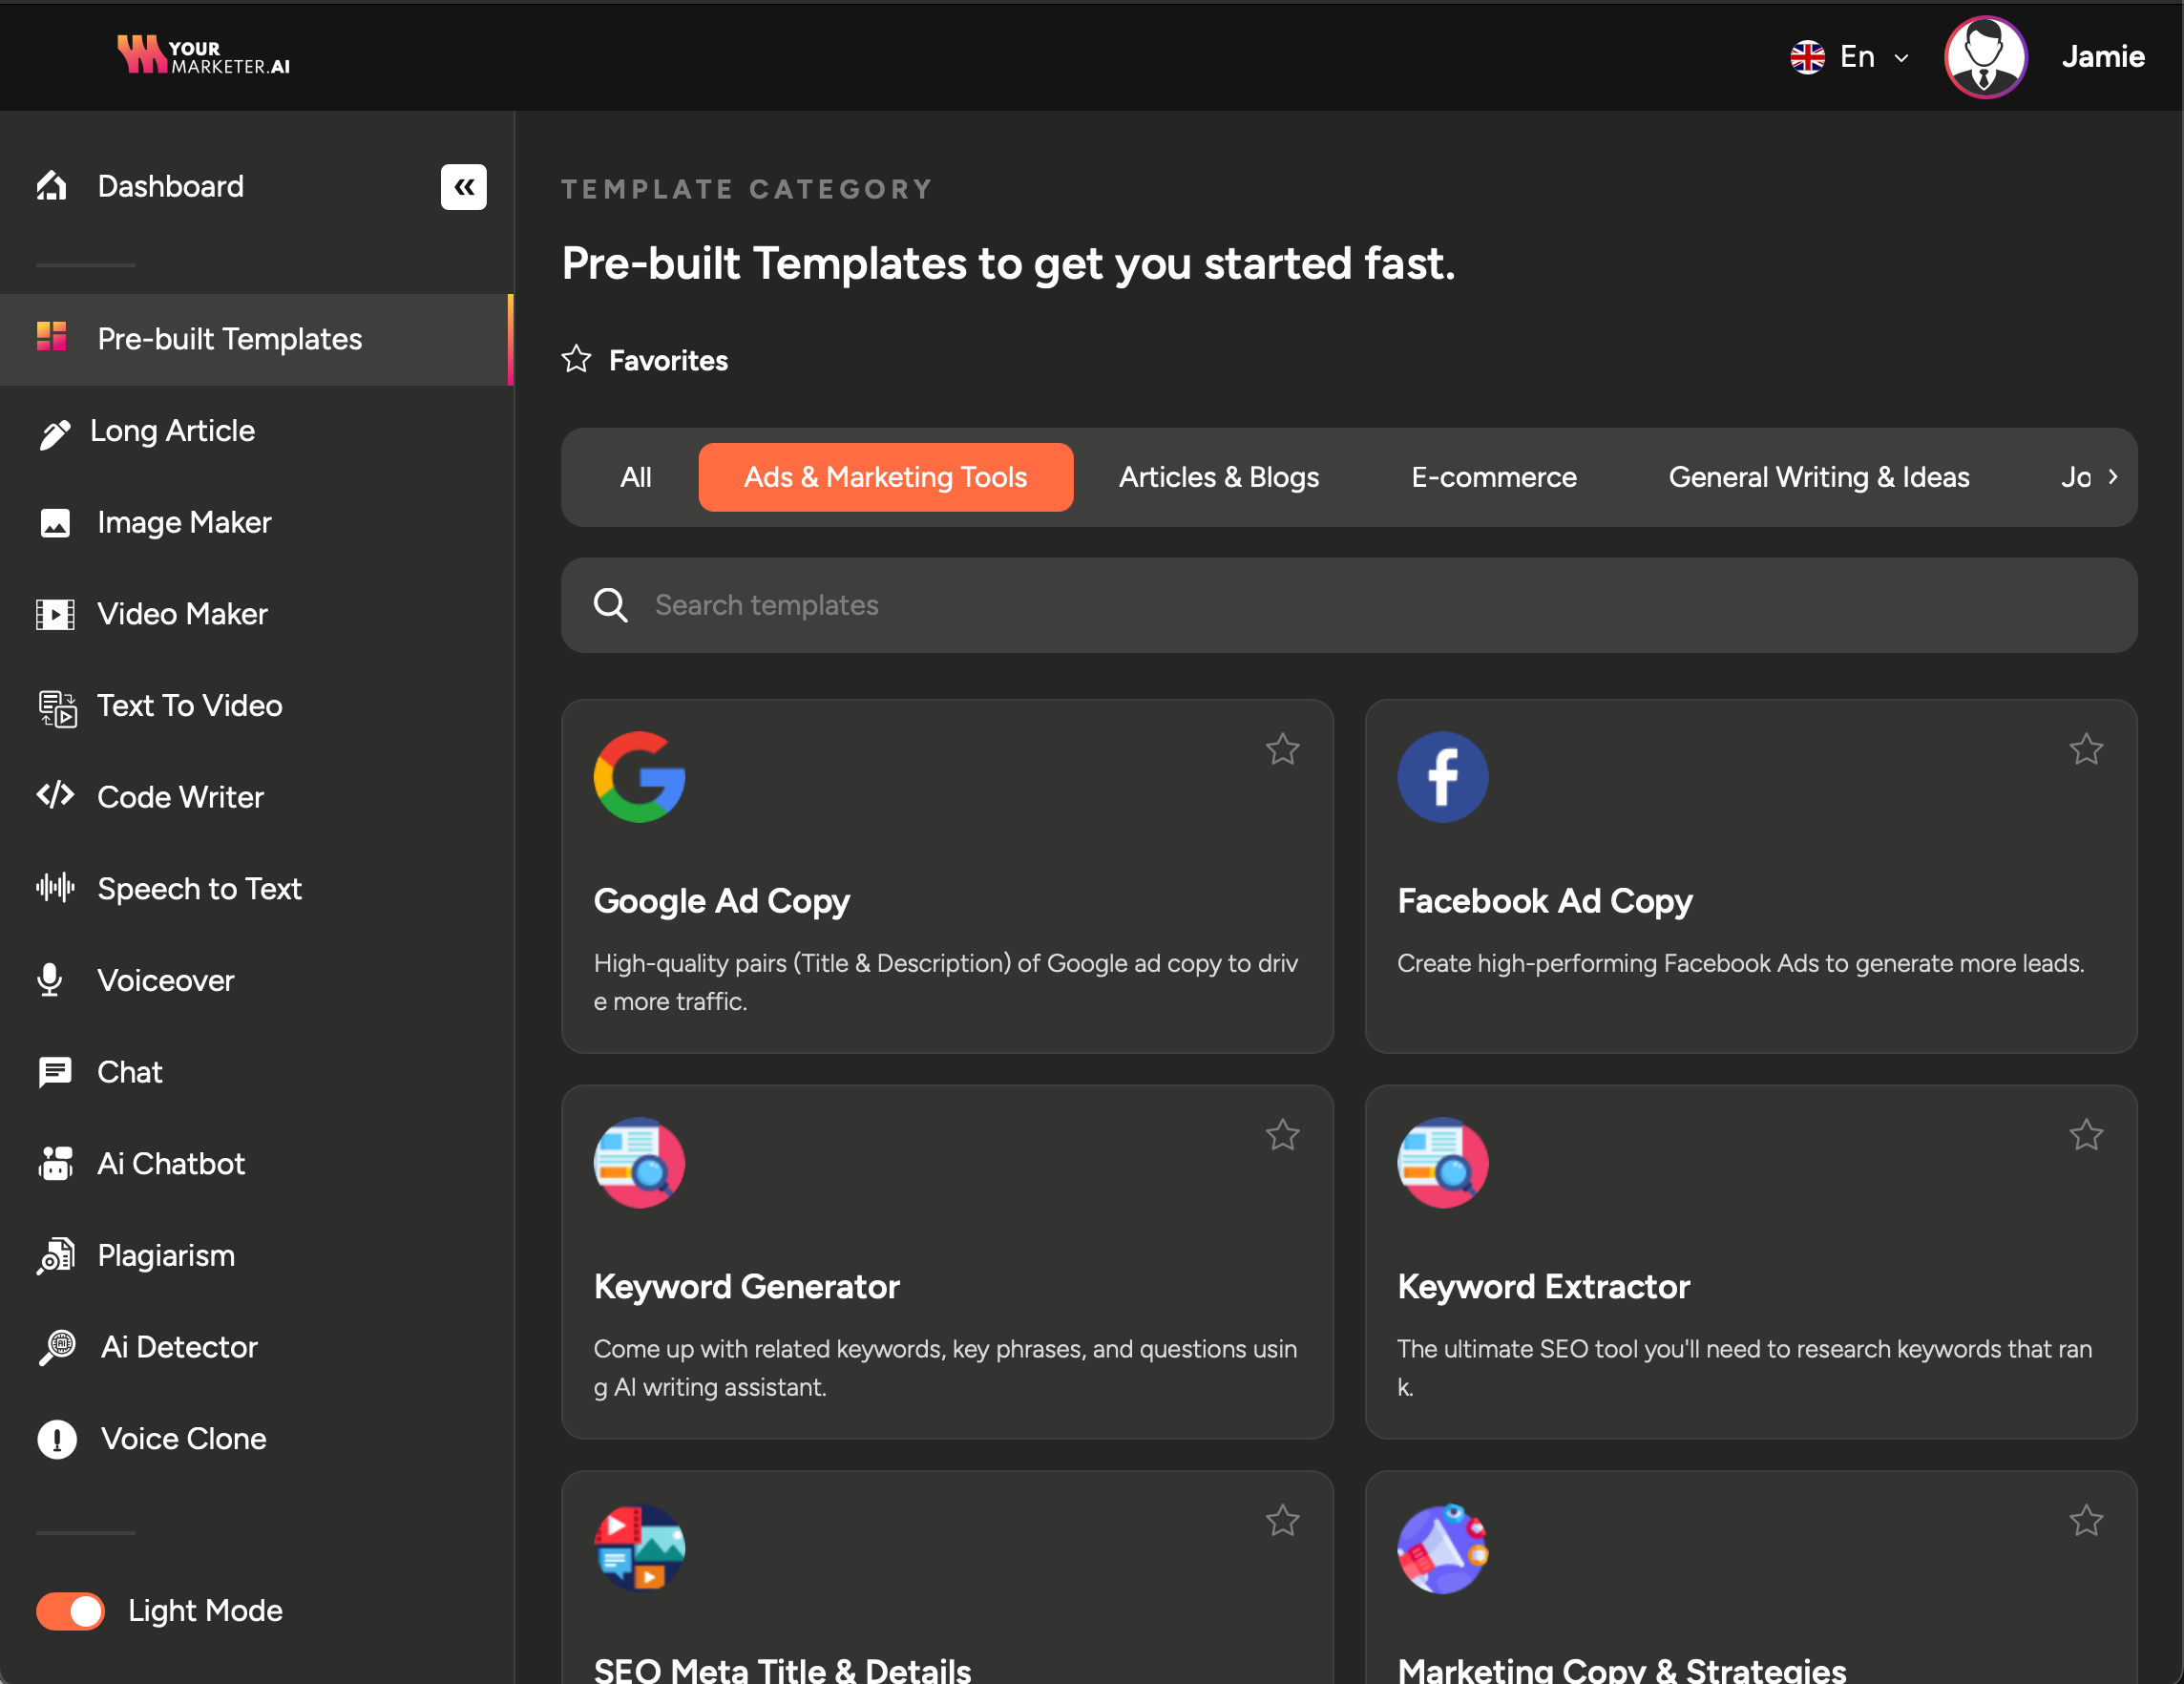 YOUR
MARKETER.AI
En
Jamie
Dashboard
Pre-built Templates
Long Article
Image Maker
Video Maker
Text To Video
Code Writer
Speech to Text
Voiceover
Chat
Ai Chatbot
Plagiarism
Ai Detector
Voice Clone
Light Mode
TEMPLATE CATEGORY
Pre-built Templates to get you started fast.
Favorites
All
Ads & Marketing Tools
Articles & Blogs
E-commerce
General Writing & Ideas
Jo
Search templates
Google Ad Copy
High-quality pairs (Title & Description) of Google ad copy to driv
e more traffic.
Facebook Ad Copy
Create high-performing Facebook Ads to generate more leads.
Keyword Generator
Come up with related keywords, key phrases, and questions usin
g AI writing assistant.
Keyword Extractor
The ultimate SEO tool you'll need to research keywords that ran
k.
SEO Meta Title & Details
Marketing Copy & Strategies